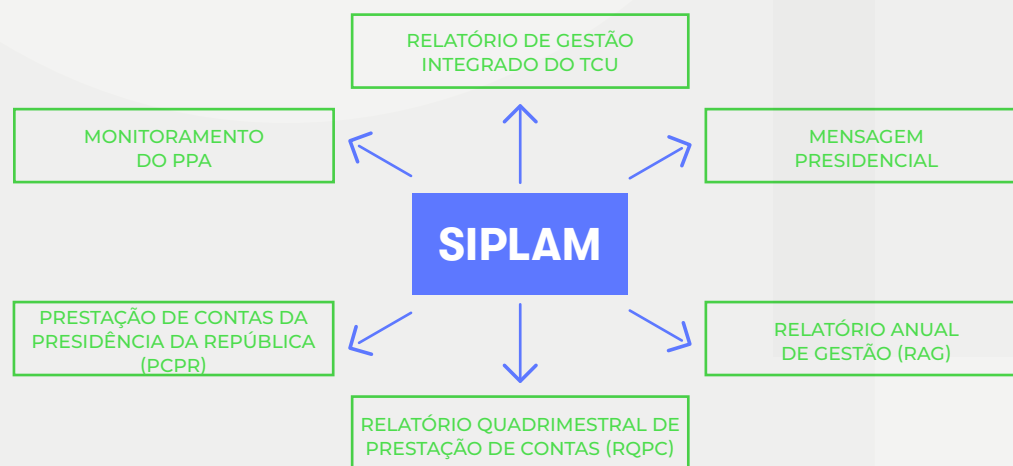 RELATÓRIO DE GESTÃO
INTEGRADO DO TCU
MONITORAMENTO
DO PPA
MENSAGEM
PRESIDENCIAL
SIPLAM
PRESTAÇÃO DE CONTAS DA
PRESIDÊNCIA DA REPÚBLICA
(PCPR)
RELATÓRIO ANUAL
DE GESTÃO (RAG)
RELATÓRIO QUADRIMESTRAL DE
PRESTAÇÃO DE CONTAS (RQPC)